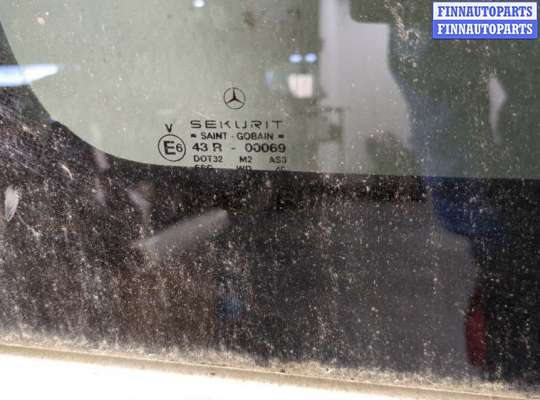 FINNAUTOPARTS
FINNAUTOPARTS
SEKURIT
SAINT - GOBAIN
V
E6 43 R - 00069
DOT32 M2 AS3